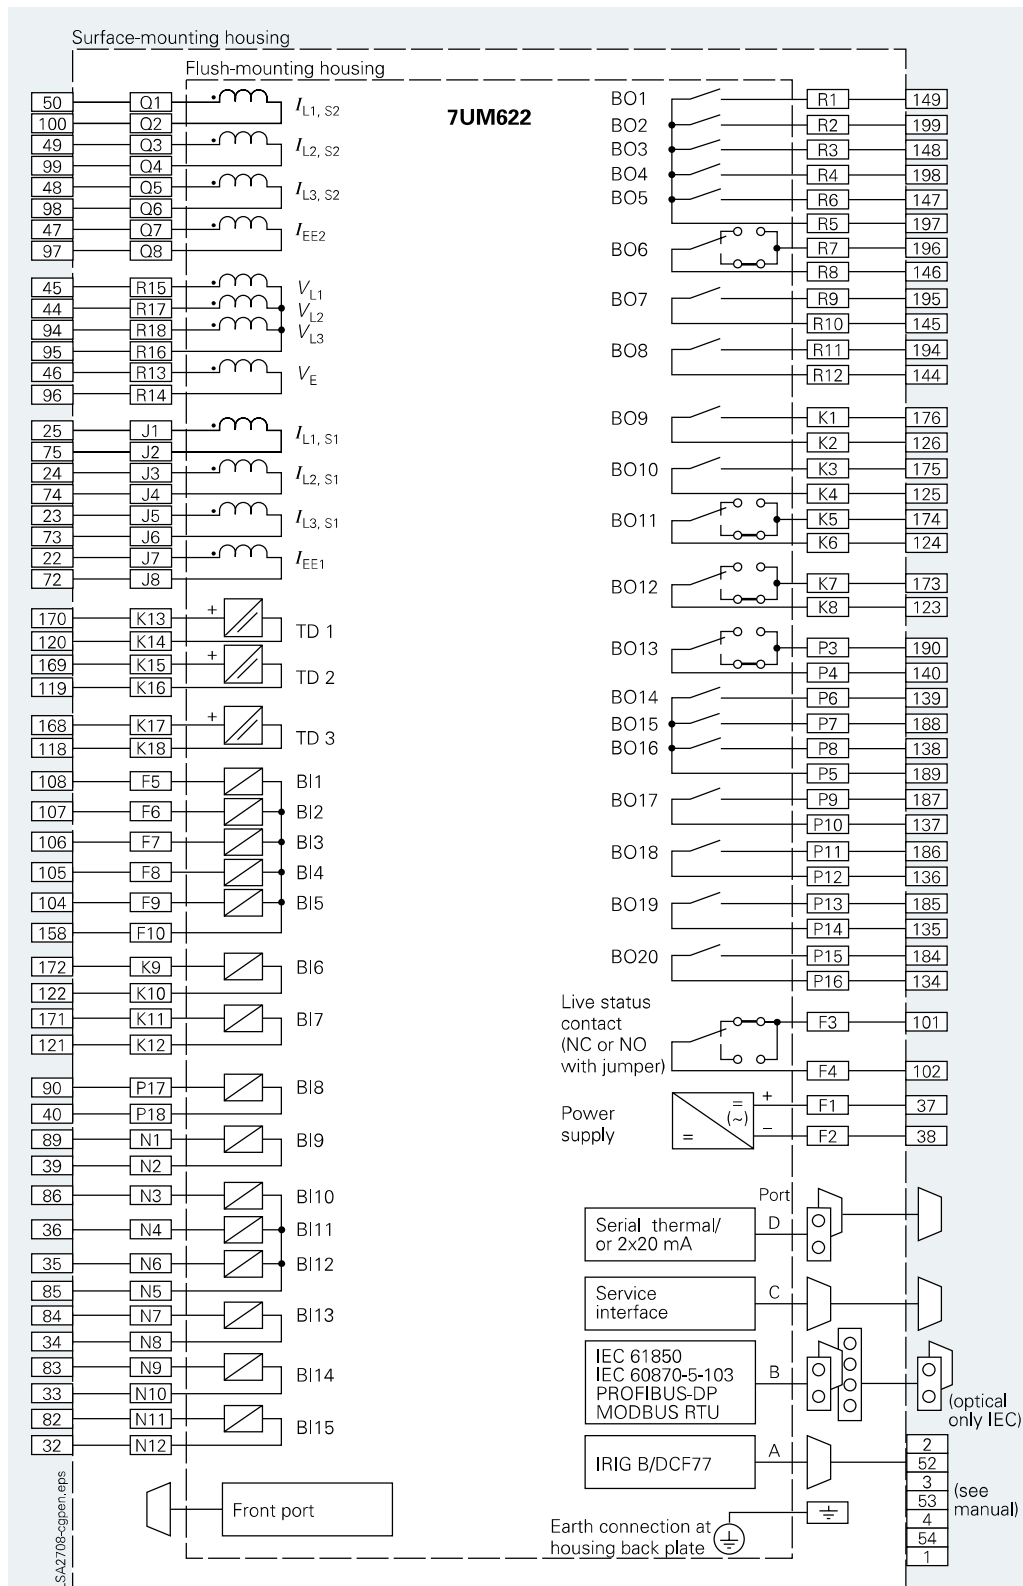 Surface-mounting housing
Flush-mounting housing
7UM622
50 Q1 IL1, S2
100 Q2
49 Q3 IL2, S2
99 Q4
48 Q5 IL3, S2
98 Q6
47 Q7 IEE2
97 Q8
45 R15 VL1
44 R17 VL2
94 R18 VL3
95 R16
46 R13 VE
96 R14
25 J1 IL1, S1
75 J2
24 J3 IL2, S1
74 J4
23 J5 IL3, S1
73 J6
22 J7 IEE1
72 J8
170 K13 + TD 1
120 K14
169 K15 + TD 2
119 K16
168 K17 + TD 3
118 K18
108 F5 BI1
107 F6 BI2
106 F7 BI3
105 F8 BI4
104 F9 BI5
158 F10
172 K9 BI6
122 K10
171 K11 BI7
121 K12
90 P17 BI8
40 P18
89 N1 BI9
39 N2
86 N3 BI10
36 N4 BI11
35 N6 BI12
85 N5
84 N7 BI13
34 N8
83 N9 BI14
33 N10
82 N11 BI15
32 N12
Front port
LSA2708-cgpen.eps
BO1 R1 149
BO2 R2 199
BO3 R3 148
BO4 R4 198
BO5 R6 147
R5 197
BO6 R7 196
R8 146
BO7 R9 195
R10 145
BO8 R11 194
R12 144
BO9 K1 176
K2 126
BO10 K3 175
K4 125
BO11 K5 174
K6 124
BO12 K7 173
K8 123
BO13 P3 190
P4 140
BO14 P6 139
BO15 P7 188
BO16 P8 138
P5 189
BO17 P9 187
P10 137
BO18 P11 186
P12 136
BO19 P13 185
P14 135
BO20 P15 184
P16 134
Live status
contact
(NC or NO
with jumper)
F3 101
F4 102
Power
supply
= (~) =
+ F1 37
− F2 38
Port
Serial thermal/
or 2x20 mA
D
Service
interface
C
IEC 61850
IEC 60870-5-103
PROFIBUS-DP
MODBUS RTU
B
(optical
only IEC)
IRIG B/DCF77
A
2
52
3
53
4
54
1
(see
manual)
Earth connection at
housing back plate